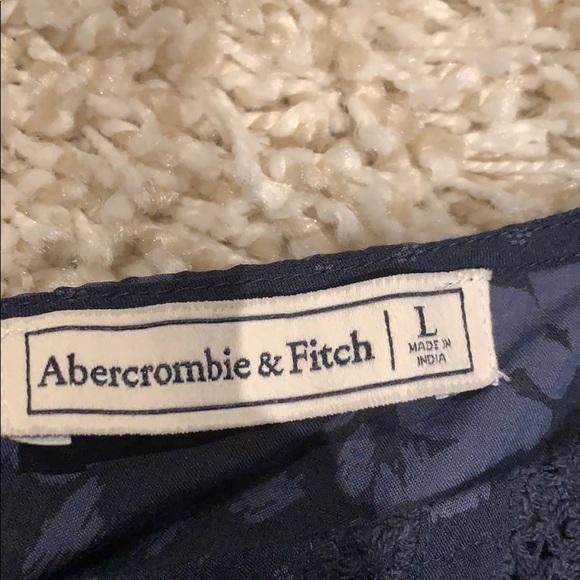 Abercrombie & Fitch
L
MADE IN
INDIA